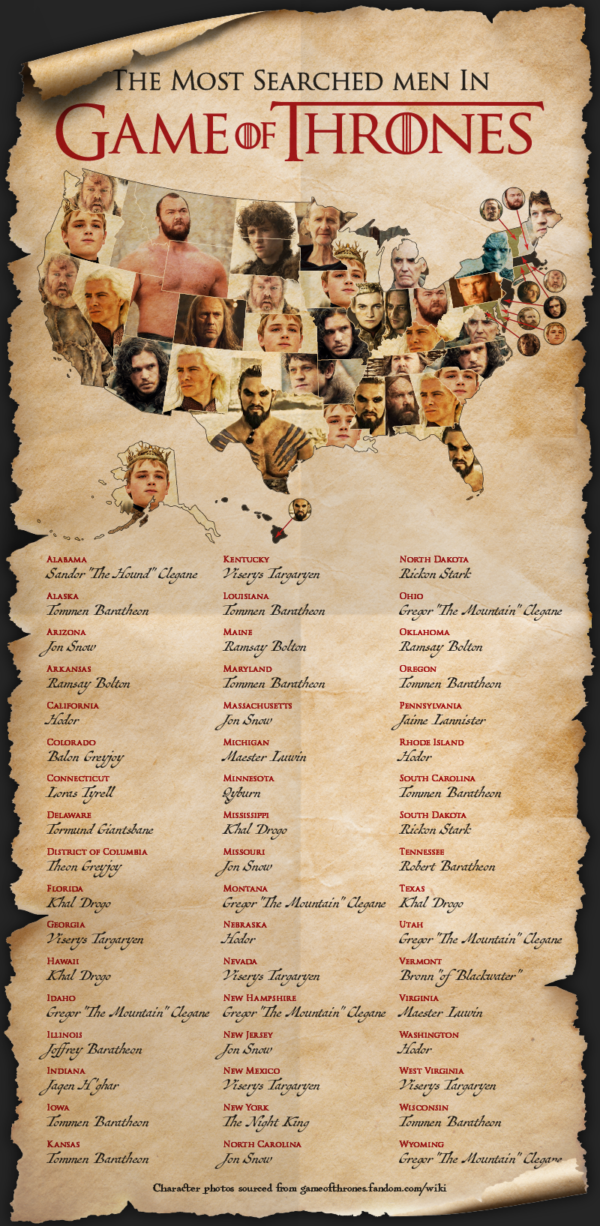 The Most Searched men In
Game of Thrones
Alabama
Sandor "The Hound" Clegane
Alaska
Tommen Baratheon
Arizona
Jon Snow
Arkansas
Ramsay Bolton
California
Hodor
Colorado
Balon Greyjoy
Connecticut
Loras Tyrell
Delaware
Tormund Giantsbane
District of Columbia
Theon Greyjoy
Florida
Khal Drogo
Georgia
Viserys Targaryen
Hawaii
Khal Drogo
Idaho
Gregor "The Mountain" Clegane
Illinois
Joffrey Baratheon
Indiana
Jaqen H'ghar
Iowa
Tommen Baratheon
Kansas
Tommen Baratheon
Kentucky
Viserys Targaryen
Louisiana
Tommen Baratheon
Maine
Ramsay Bolton
Maryland
Tommen Baratheon
Massachusetts
Jon Snow
Michigan
Maester Luwin
Minnesota
Qyburn
Mississippi
Khal Drogo
Missouri
Jon Snow
Montana
Gregor "The Mountain" Clegane
Nebraska
Hodor
Nevada
Viserys Targaryen
New Hampshire
Gregor "The Mountain" Clegane
New Jersey
Jon Snow
New Mexico
Viserys Targaryen
New York
The Night King
North Carolina
Jon Snow
North Dakota
Rickon Stark
Ohio
Gregor "The Mountain" Clegane
Oklahoma
Ramsay Bolton
Oregon
Tommen Baratheon
Pennsylvania
Jaime Lannister
Rhode Island
Hodor
South Carolina
Tommen Baratheon
South Dakota
Rickon Stark
Tennessee
Robert Baratheon
Texas
Khal Drogo
Utah
Gregor "The Mountain" Clegane
Vermont
Bronn "of Blackwater"
Virginia
Maester Luwin
Washington
Hodor
West Virginia
Viserys Targaryen
Wisconsin
Tommen Baratheon
Wyoming
Gregor "The Mountain" Clegane
Character photos sourced from gameofthrones.fandom.com/wiki